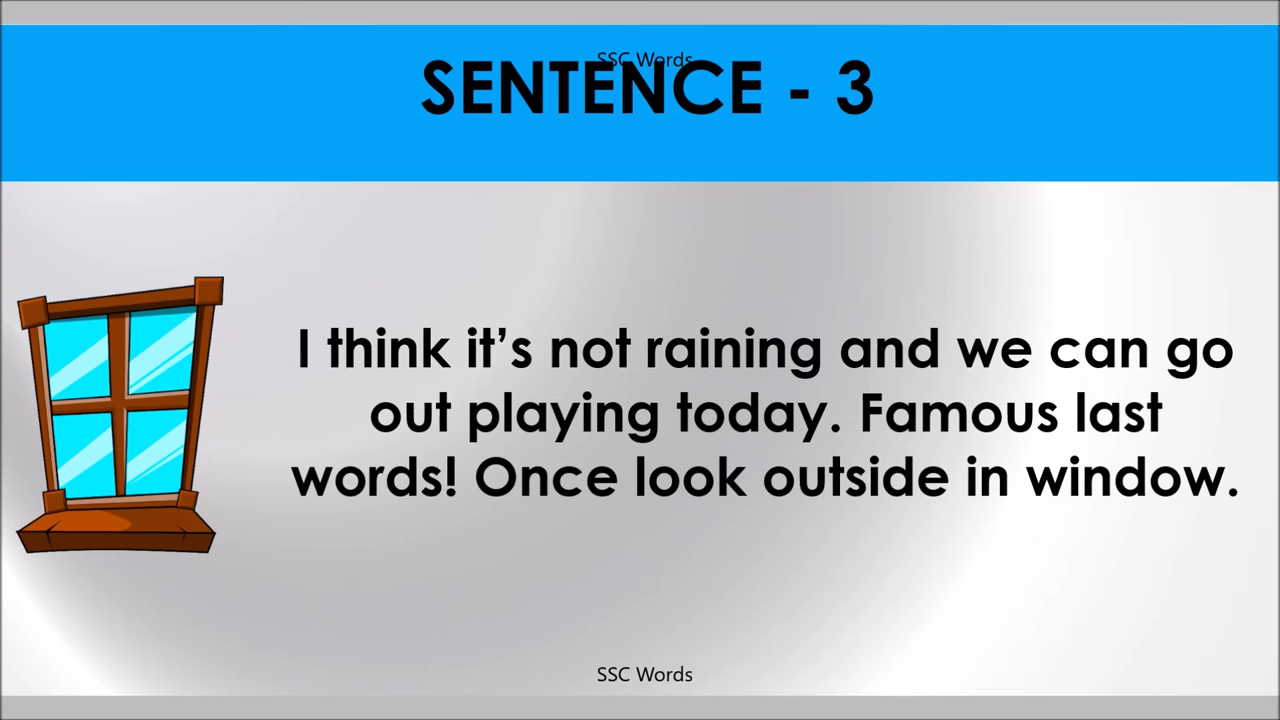 SSC Words
SENTENCE - 3
I think it’s not raining and we can go
out playing today. Famous last
words! Once look outside in window.
SSC Words